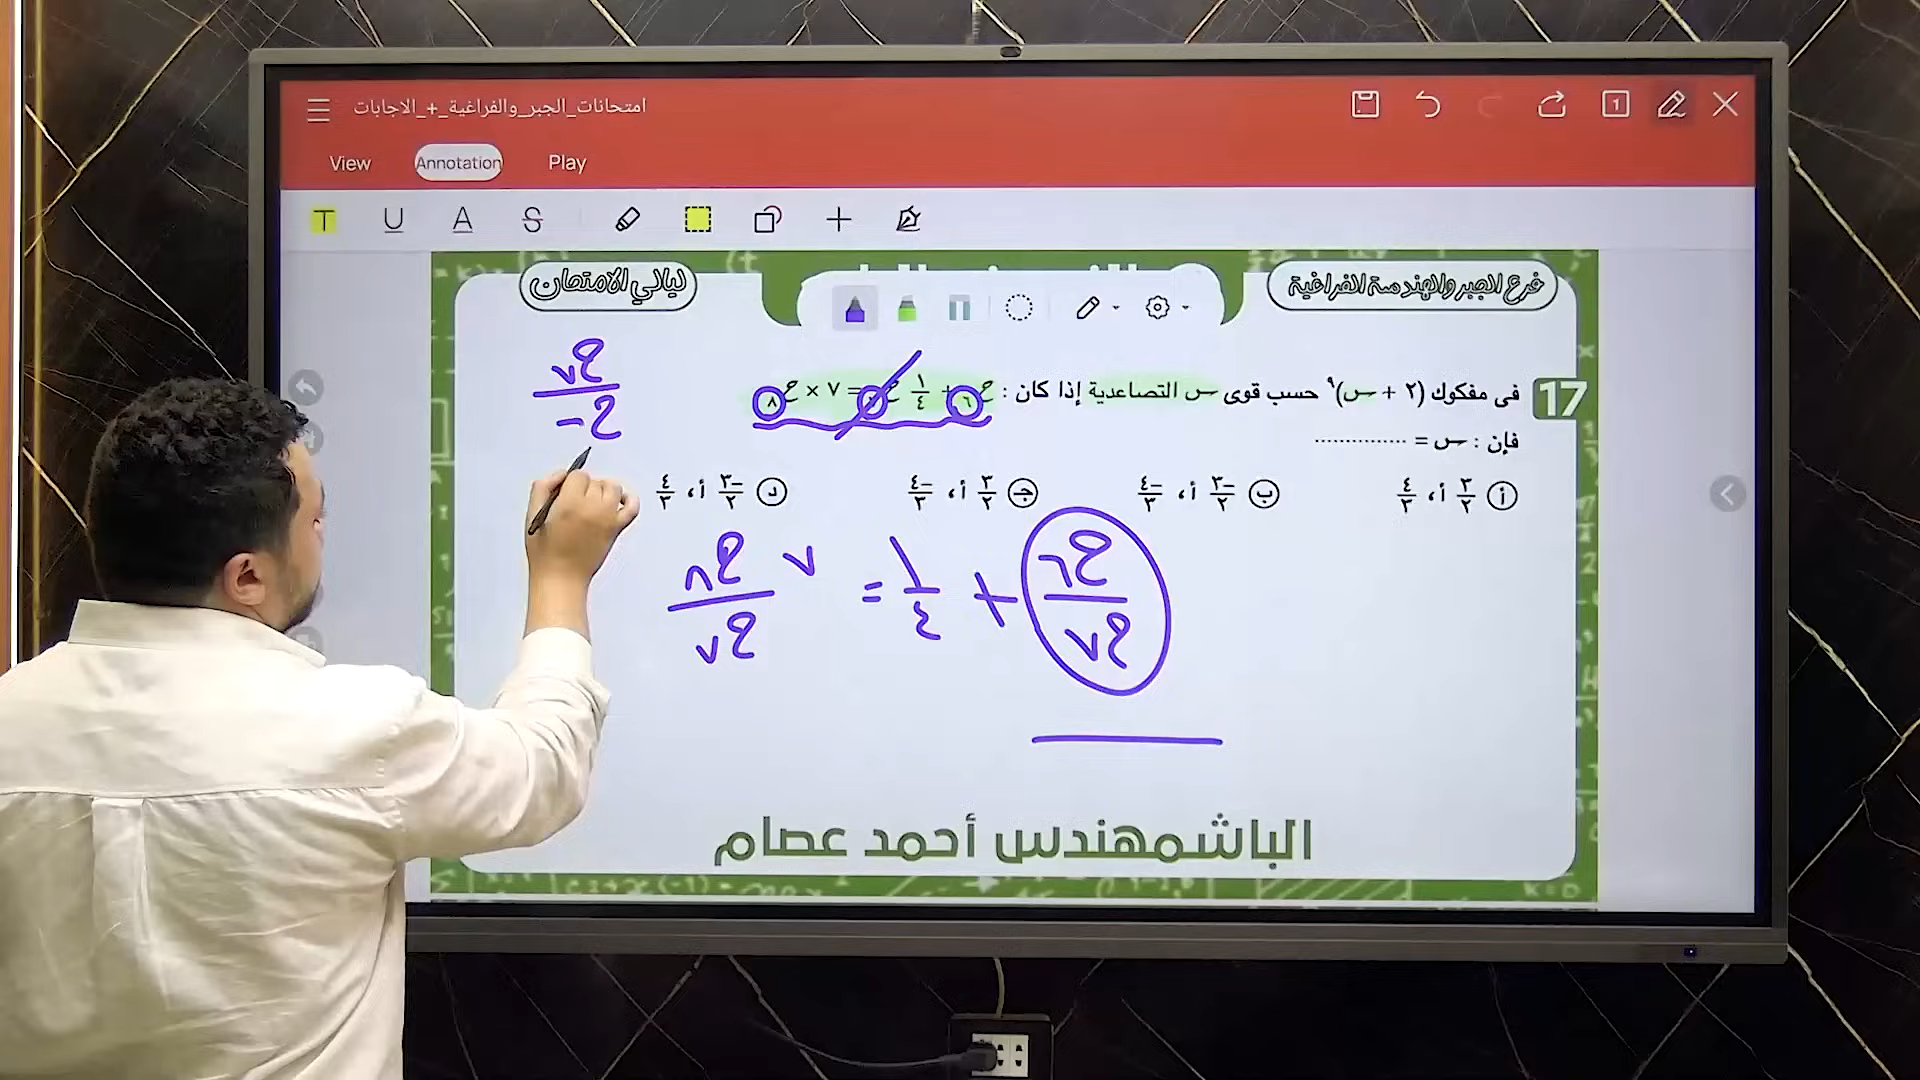 امتحانات_الجبر_والفراغية_+_الاجابات
View Annotation Play
فرع الجبر والهندسة الفراغية
ليالي الامتحان
17 فى مفكوك (٢ + س)^٩ حسب قوى س التصاعدية إذا كان : ح٦ + ١/٤ ح = ٧ × ح٨
فإن : س = ..............
أ ٣/٢ أ، ٤/٣ ب -٣/٢ أ، -٤/٣ جـ ٣/٢ أ، -٤/٣ د -٣/٢ أ، ٤/٣
ح٧
ح٦
ح٦/ح٧ + ١/٤ = ٧ ح٨/ح٧
الباشمهندس أحمد عصام